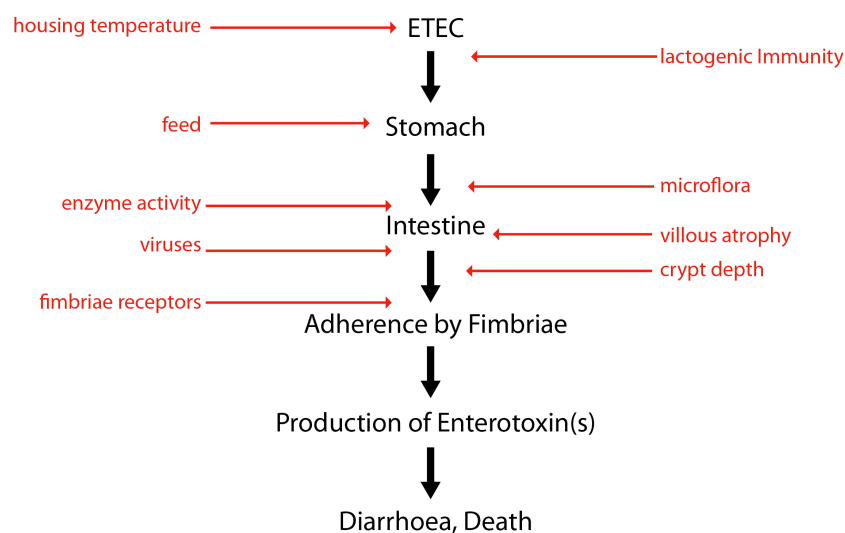 housing temperature
ETEC
lactogenic Immunity
feed
Stomach
microflora
enzyme activity
Intestine
villous atrophy
viruses
crypt depth
fimbriae receptors
Adherence by Fimbriae
Production of Enterotoxin(s)
Diarrhoea, Death